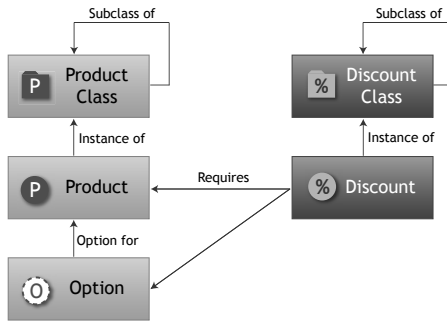 Subclass of
Subclass of
P
Product
Class
%
Discount
Class
Instance of
Instance of
P
Product
Requires
%
Discount
Option for
O
Option